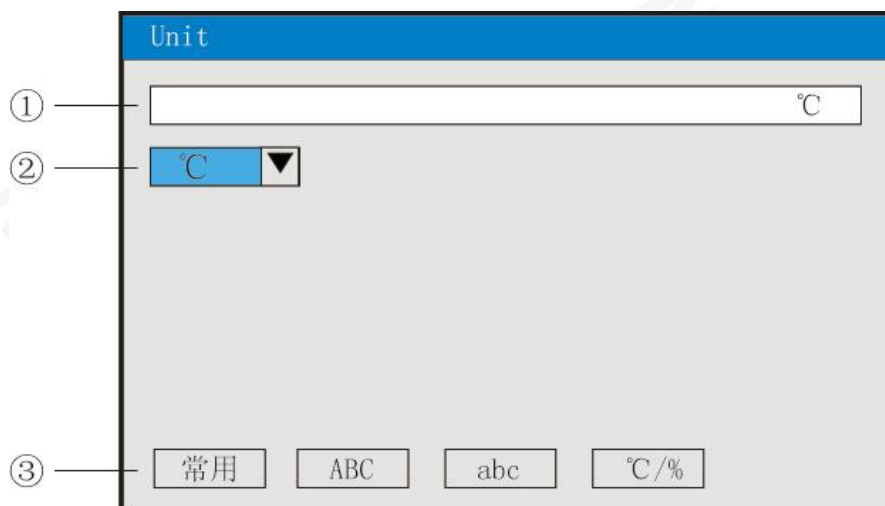 Unit
① ℃
② ℃ ▼
③ 常用 ABC abc ℃/%